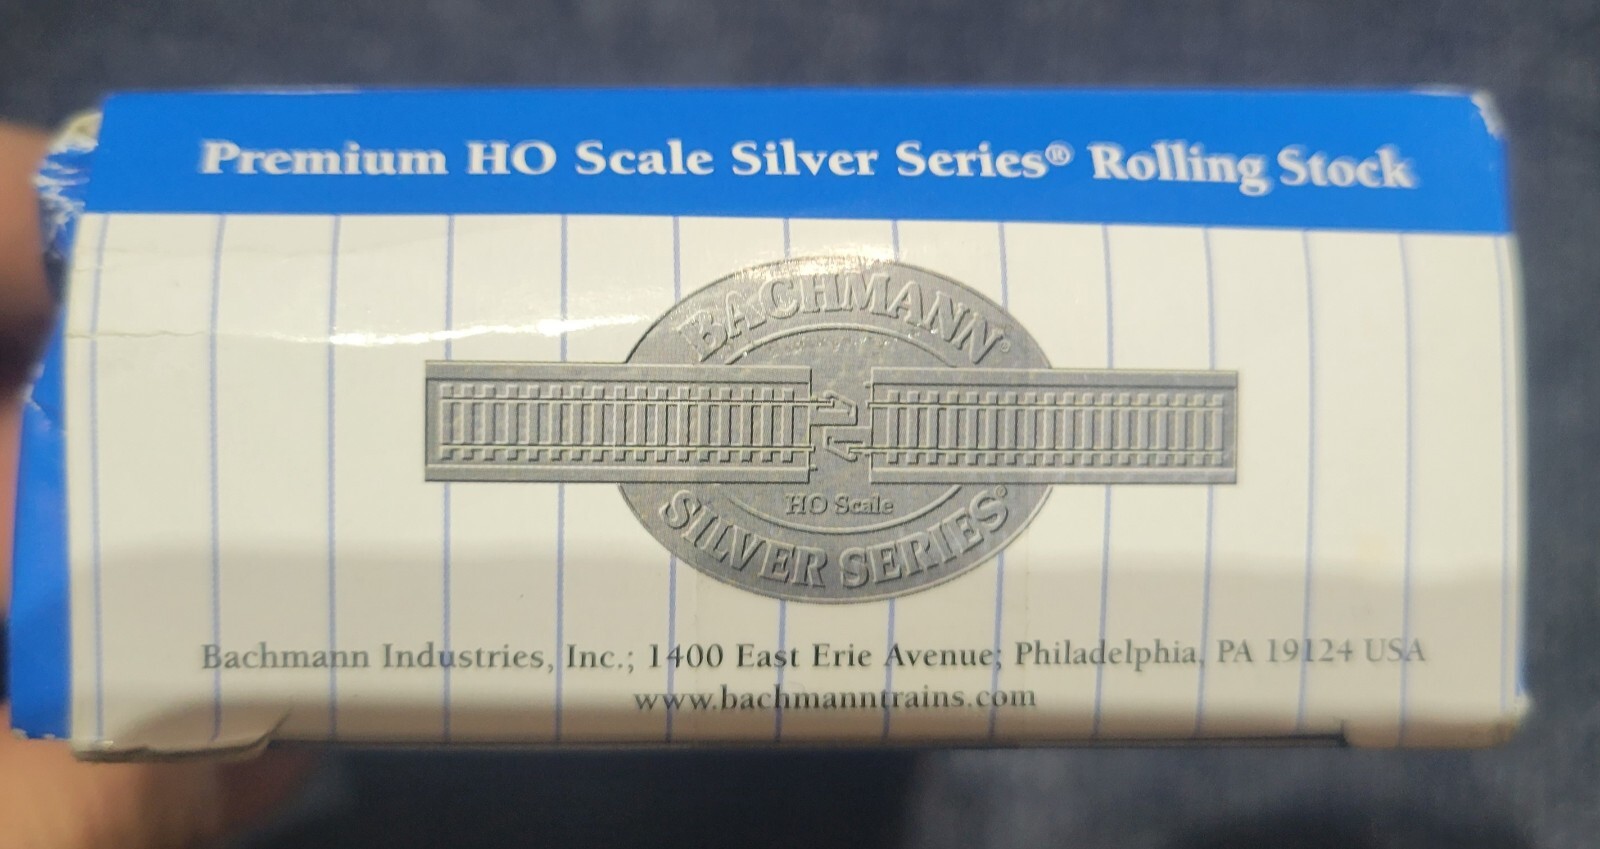 Premium HO Scale Silver Series® Rolling Stock
BACHMANN®
HO Scale
SILVER SERIES®
Bachmann Industries, Inc.; 1400 East Erie Avenue; Philadelphia, PA 19124 USA
www.bachmanntrains.com